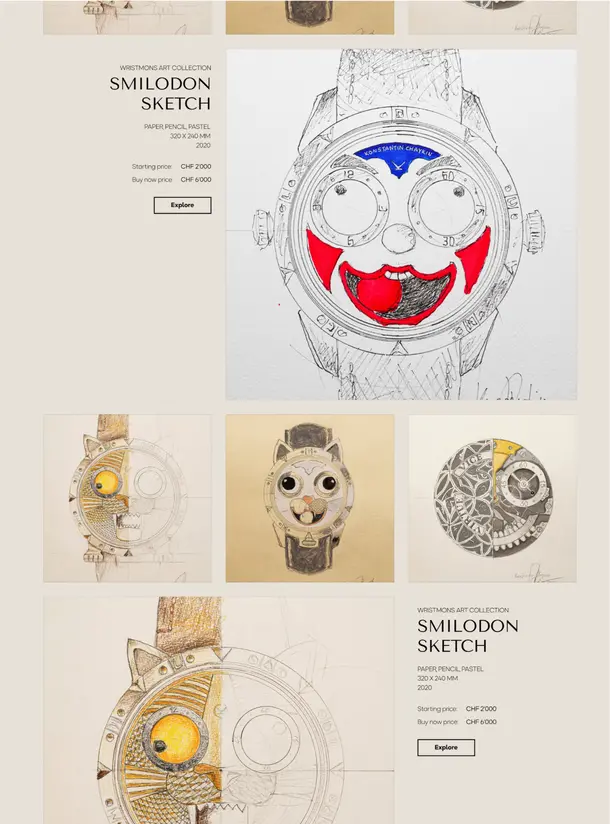 WRISTMONS ART COLLECTION
SMILODON
SKETCH
PAPER, PENCIL, PASTEL
320 X 240 MM
2020
Starting price: CHF 2'000
Buy now price: CHF 6'000
Explore
KONSTANTIN CHAYKIN
12
60
6
30
WRISTMONS ART COLLECTION
SMILODON
SKETCH
PAPER, PENCIL, PASTEL
320 X 240 MM
2020
Starting price: CHF 2'000
Buy now price: CHF 6'000
Explore
12